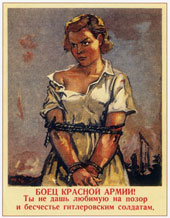 БОЕЦ КРАСНОЙ АРМИИ!
Ты не дашь любимую на позор
и бесчестье гитлеровским солдатам.